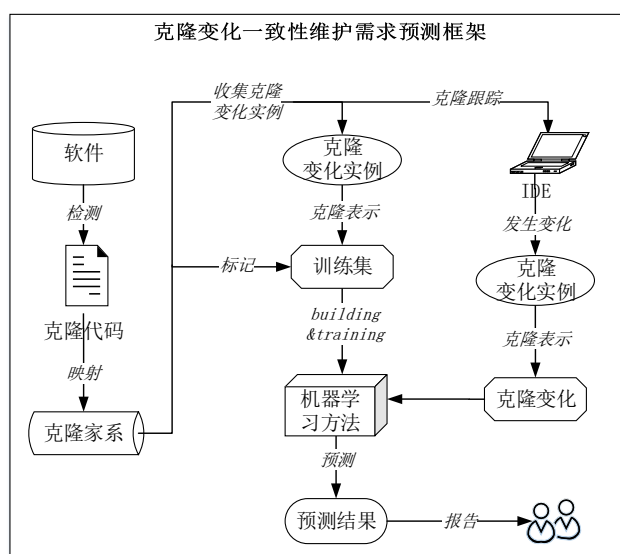 克隆变化一致性维护需求预测框架
收集克隆
变化实例
克隆跟踪
软件
克隆
变化实例
IDE
检测
克隆表示
发生变化
克隆代码
标记
训练集
克隆
变化实例
building
&training
克隆表示
映射
克隆家系
机器学
习方法
克隆变化
预测
预测结果
报告